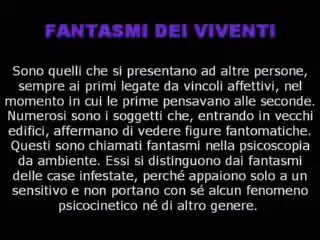 FANTASMI DEI VIVENTI
Sono quelli che si presentano ad altre persone,
sempre ai primi legate da vincoli affettivi, nel
momento in cui le prime pensavano alle seconde.
Numerosi sono i soggetti che, entrando in vecchi
edifici, affermano di vedere figure fantomatiche.
Questi sono chiamati fantasmi nella psicoscopia
da ambiente. Essi si distinguono dai fantasmi
delle case infestate, perché appaiono solo a un
sensitivo e non portano con sé alcun fenomeno
psicocinetico né di altro genere.